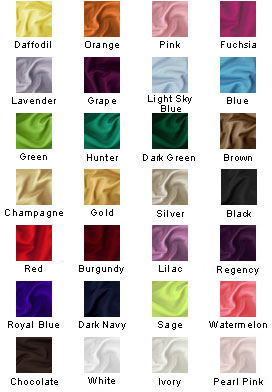 Daffodil Orange Pink Fuchsia
Lavender Grape Light Sky Blue Blue
Green Hunter Dark Green Brown
Champagne Gold Silver Black
Red Burgundy Lilac Regency
Royal Blue Dark Navy Sage Watermelon
Chocolate White Ivory Pearl Pink